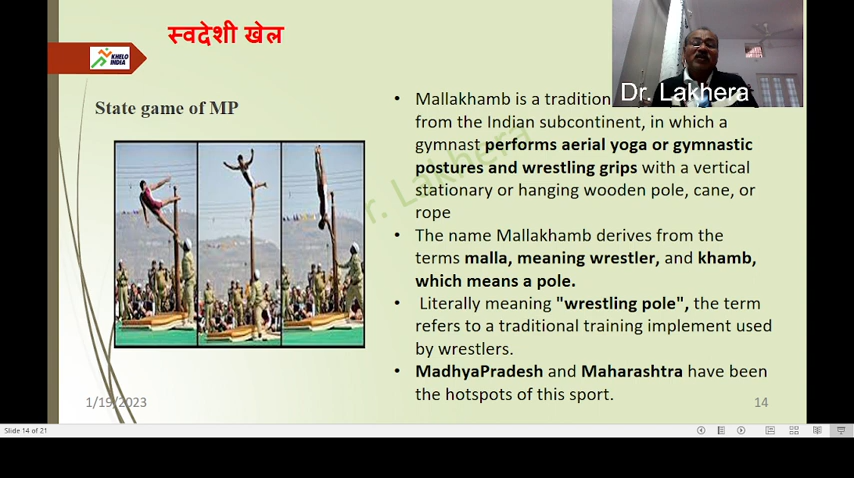 स्वदेशी खेल
KHELO
INDIA
Dr. Lakhera
State game of MP
• Mallakhamb is a tradition
from the Indian subcontinent, in which a
gymnast performs aerial yoga or gymnastic
postures and wrestling grips with a vertical
stationary or hanging wooden pole, cane, or
rope
• The name Mallakhamb derives from the
terms malla, meaning wrestler, and khamb,
which means a pole.
• Literally meaning "wrestling pole", the term
refers to a traditional training implement used
by wrestlers.
• MadhyaPradesh and Maharashtra have been
the hotspots of this sport.
Dr. Lakhera
1/19/2023
14
Slide 14 of 21